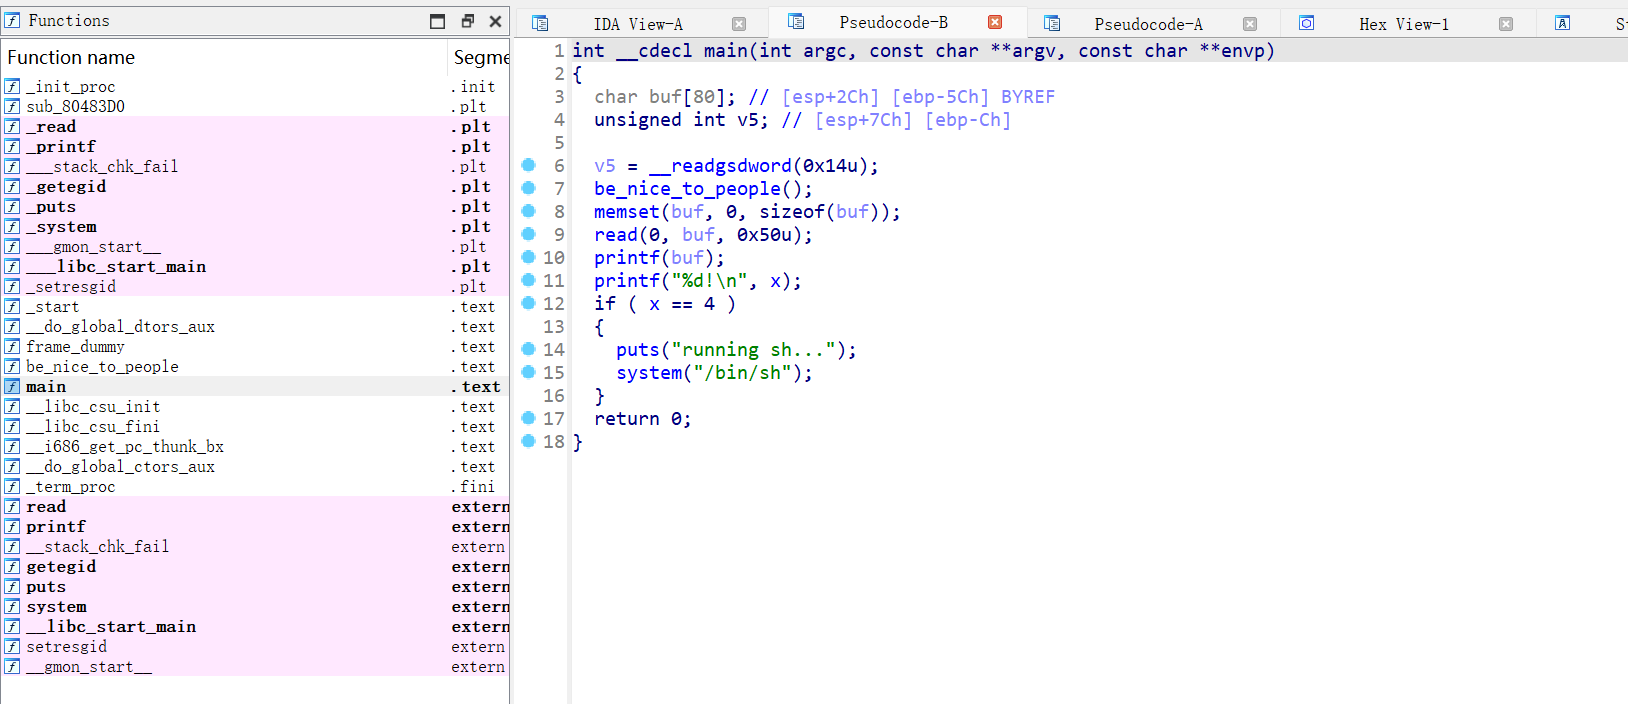 Functions
Function name Segme
_init_proc .init
sub_80483D0 .plt
_read .plt
_printf .plt
___stack_chk_fail .plt
_getegid .plt
_puts .plt
_system .plt
___gmon_start__ .plt
___libc_start_main .plt
_setresgid .plt
_start .text
__do_global_dtors_aux .text
frame_dummy .text
be_nice_to_people .text
main .text
__libc_csu_init .text
__libc_csu_fini .text
__i686_get_pc_thunk_bx .text
__do_global_ctors_aux .text
_term_proc .fini
read extern
printf extern
__stack_chk_fail extern
getegid extern
puts extern
system extern
__libc_start_main extern
setresgid extern
__gmon_start__ extern
IDA View-A Pseudocode-B Pseudocode-A Hex View-1
1 int __cdecl main(int argc, const char **argv, const char **envp)
2 {
3 char buf[80]; // [esp+2Ch] [ebp-5Ch] BYREF
4 unsigned int v5; // [esp+7Ch] [ebp-Ch]
5
6 v5 = __readgsdword(0x14u);
7 be_nice_to_people();
8 memset(buf, 0, sizeof(buf));
9 read(0, buf, 0x50u);
10 printf(buf);
11 printf("%d!\n", x);
12 if ( x == 4 )
13 {
14 puts("running sh...");
15 system("/bin/sh");
16 }
17 return 0;
18 }